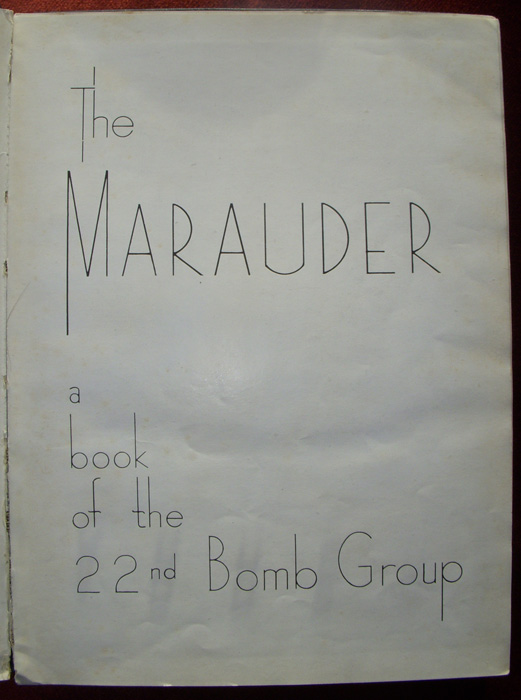 The
MARAUDER
a
book
of the
22nd Bomb Group